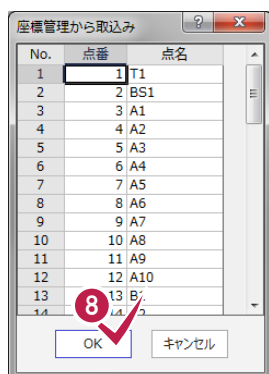 座標管理から取込み
No. 点番 点名
1 1 T1
2 2 BS1
3 3 A1
4 4 A2
5 5 A3
6 6 A4
7 7 A5
8 8 A6
9 9 A7
10 10 A8
11 11 A9
12 12 A10
13 13
8
OK キャンセル